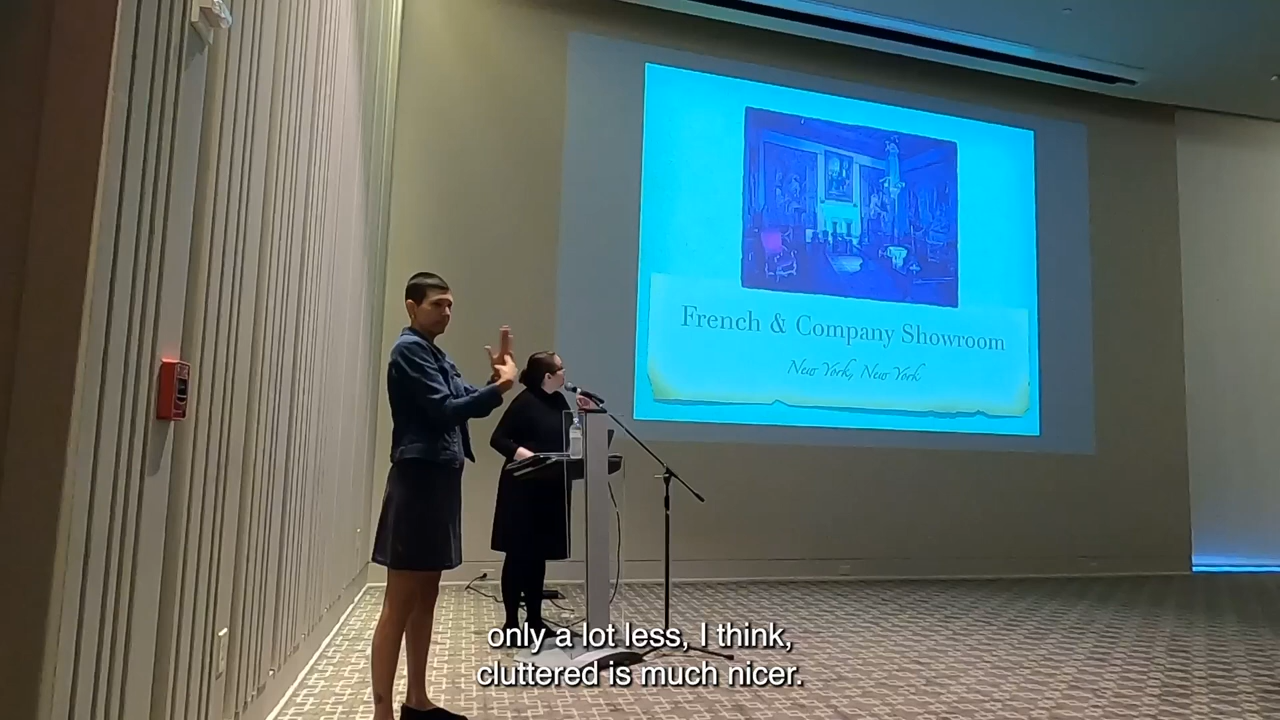 French & Company Showroom
New York, New York
only a lot less, I think,
cluttered is much nicer.